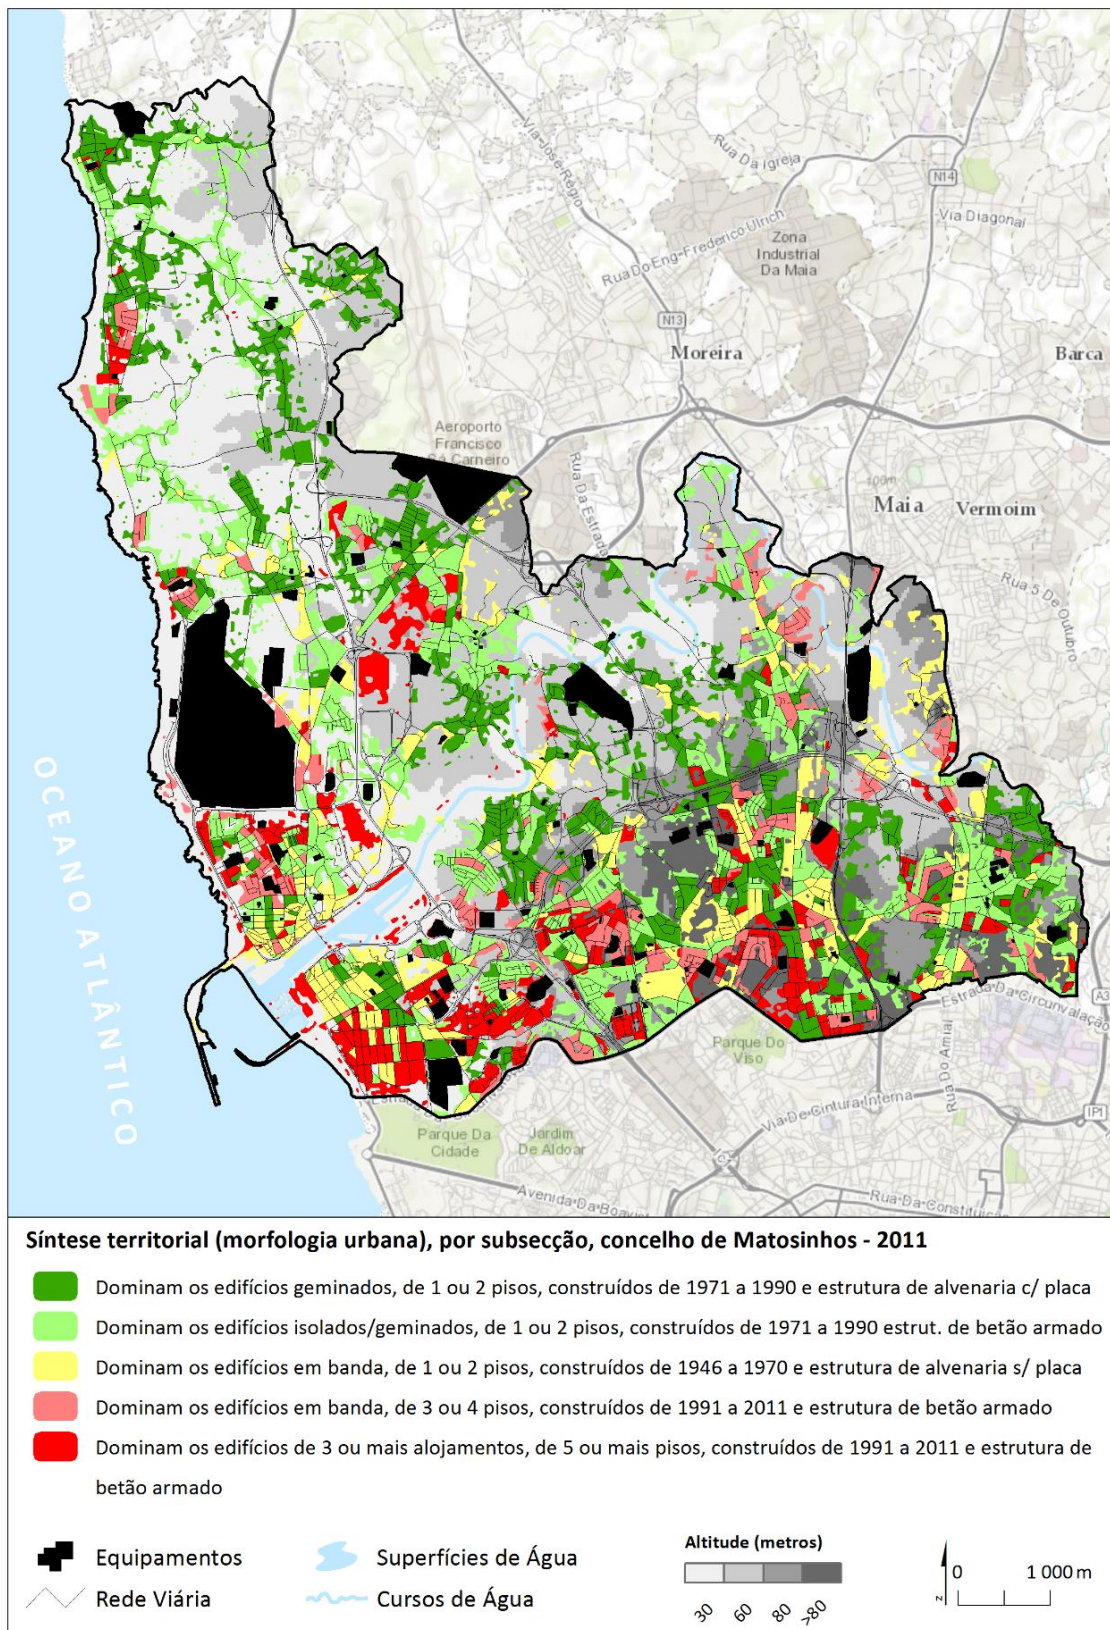 Via José Régio
Rua Da Igreja
N14
Via Diagonal
Rua Do Eng-Frederico-Ulrich
Zona
Industrial
Da Maia
N13
Moreira
Barca
Aeroporto
Francisco
Sá Carneiro
Rua Da Estrada
100m
Maia
Vermoim
Rua 5 De Outubro
OCEANO ATLÂNTICO
A3
Estrada Da Circunvalação
Parque Do
Viso
Rua Do Amial
Via De Cintura Interna
IP1
Parque Da
Cidade
Jardim
De Aldoar
Avenida Da Boavist
Rua Da Constituição
Síntese territorial (morfologia urbana), por subsecção, concelho de Matosinhos - 2011
Dominam os edifícios geminados, de 1 ou 2 pisos, construídos de 1971 a 1990 e estrutura de alvenaria c/ placa
Dominam os edifícios isolados/geminados, de 1 ou 2 pisos, construídos de 1971 a 1990 estrut. de betão armado
Dominam os edifícios em banda, de 1 ou 2 pisos, construídos de 1946 a 1970 e estrutura de alvenaria s/ placa
Dominam os edifícios em banda, de 3 ou 4 pisos, construídos de 1991 a 2011 e estrutura de betão armado
Dominam os edifícios de 3 ou mais alojamentos, de 5 ou mais pisos, construídos de 1991 a 2011 e estrutura de
betão armado
Equipamentos
Superfícies de Água
Rede Viária
Cursos de Água
Altitude (metros)
30 60 80 >80
N
0 1 000 m